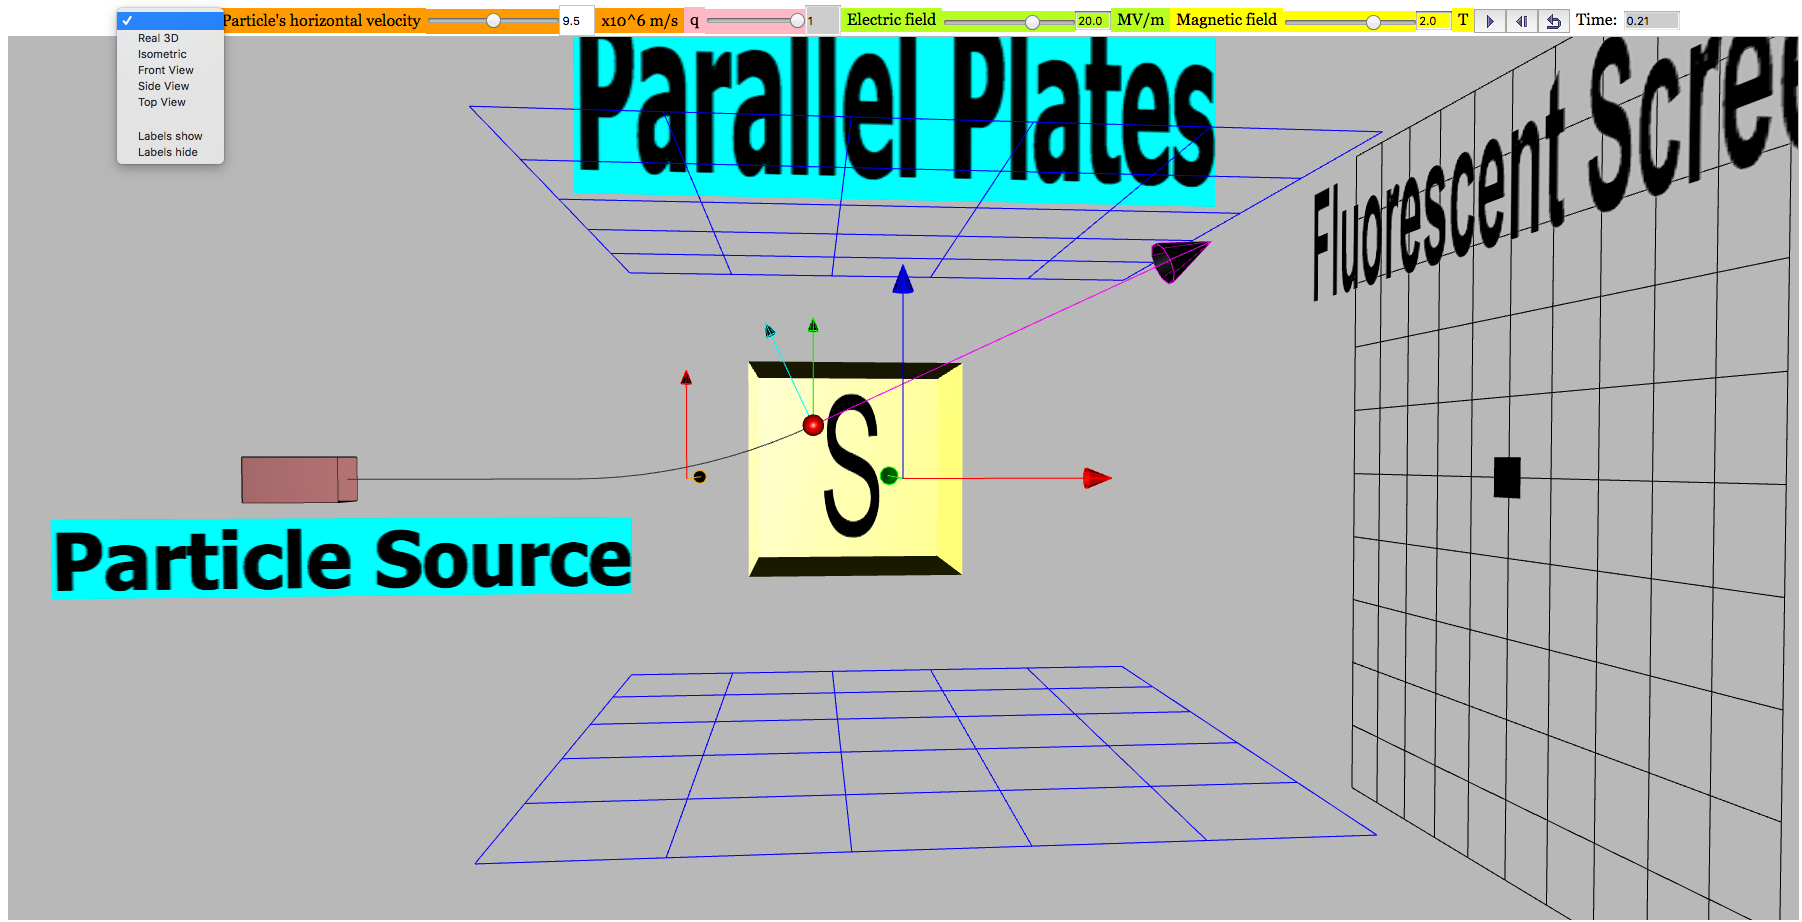 Particle's horizontal velocity 9.5 x10^6 m/s q 1 Electric field 20.0 MV/m Magnetic field 2.0 T Time: 0.21
Real 3D
Isometric
Front View
Side View
Top View
Labels show
Labels hide
Parallel Plates
Fluorescent
S
Particle Source